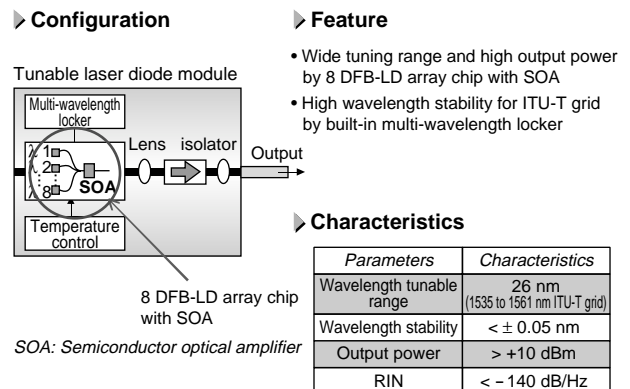 Configuration
Tunable laser diode module
Multi-wavelength
locker
λ 1
λ 2
λ 8
SOA
Lens
isolator
Output
Temperature
control
8 DFB-LD array chip
with SOA
SOA: Semiconductor optical amplifier
Feature
• Wide tuning range and high output power
by 8 DFB-LD array chip with SOA
• High wavelength stability for ITU-T grid
by built-in multi-wavelength locker
Characteristics
Parameters Characteristics
Wavelength tunable
range
26 nm
(1535 to 1561 nm ITU-T grid)
Wavelength stability < ± 0.05 nm
Output power > +10 dBm
RIN < – 140 dB/Hz